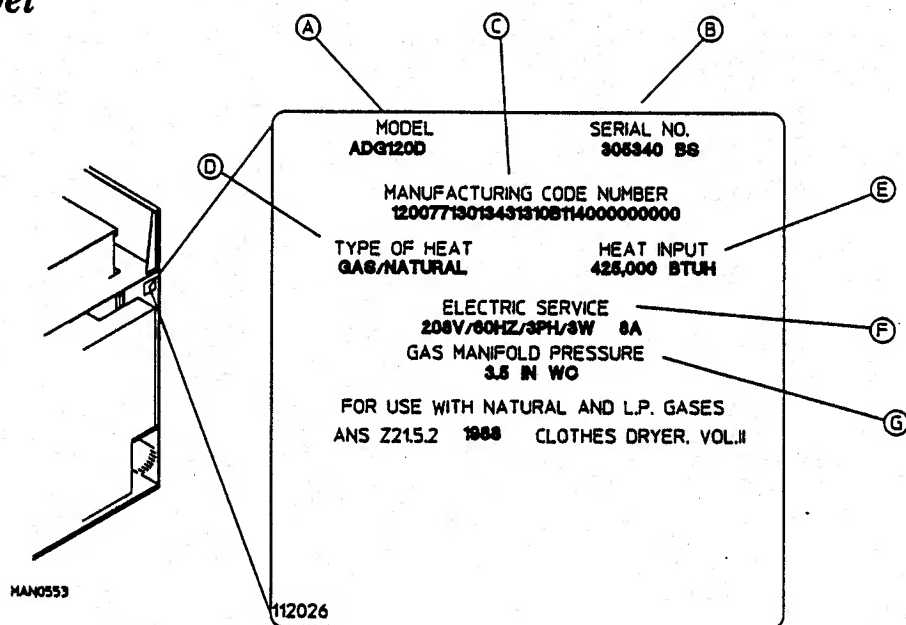 A
C
B
MODEL SERIAL NO.
ADG120D 305340 BS
D
MANUFACTURING CODE NUMBER
E
TYPE OF HEAT HEAT INPUT
GAS/NATURAL 425,000 BTUH
ELECTRIC SERVICE
208V/60HZ/3PH/3W 8A
F
GAS MANIFOLD PRESSURE
3.5 IN WC
FOR USE WITH NATURAL AND L.P. GASES
G
ANS Z21.5.2 1988 CLOTHES DRYER. VOL.II
MAN0553
112026